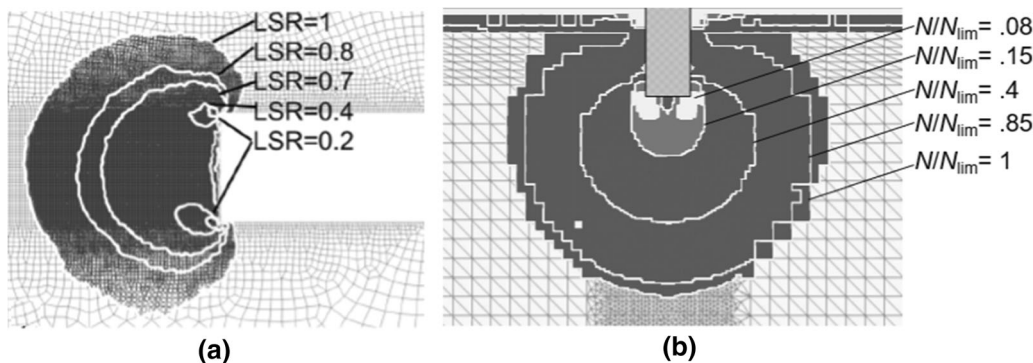 LSR=1
LSR=0.8
LSR=0.7
LSR=0.4
LSR=0.2
(a)
N/Nlim= .08
N/Nlim= .15
N/Nlim= .4
N/Nlim= .85
N/Nlim= 1
(b)